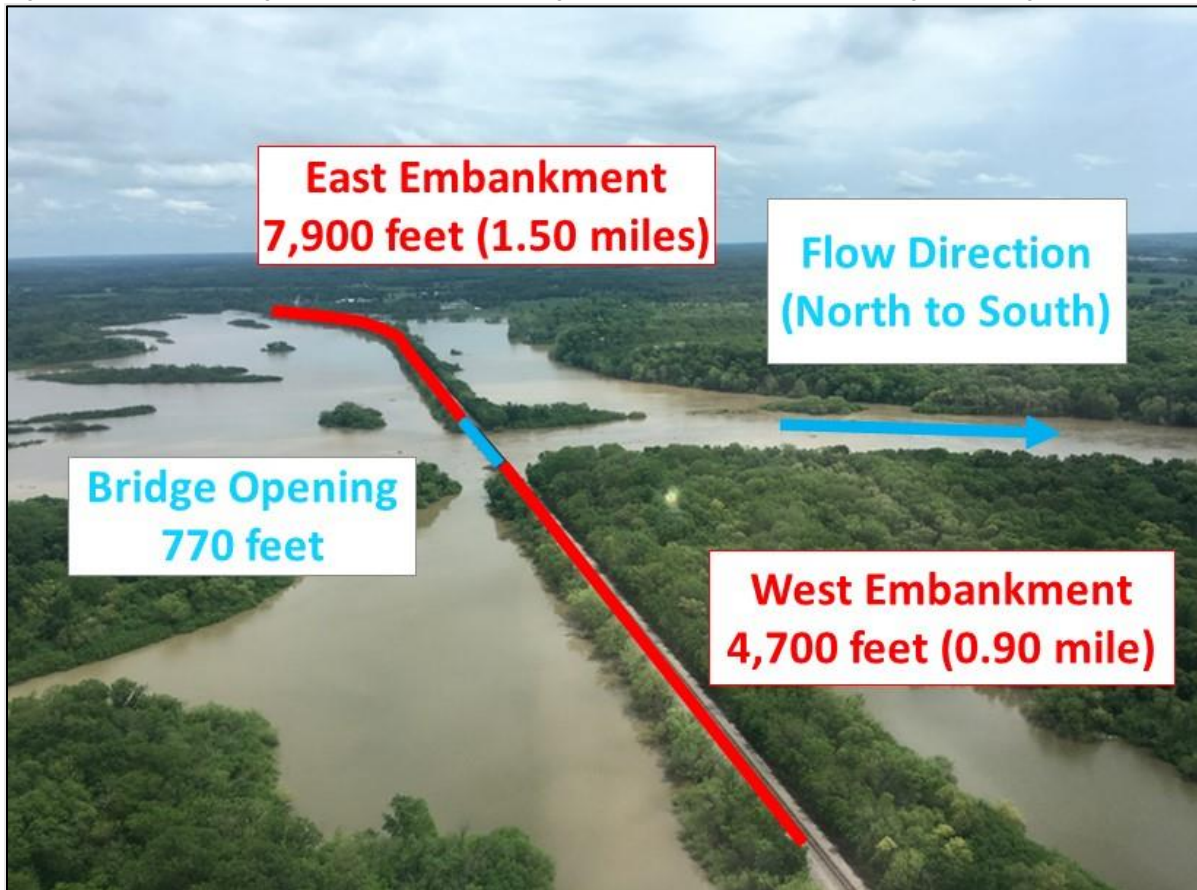 East Embankment
7,900 feet (1.50 miles)
Flow Direction
(North to South)
Bridge Opening
770 feet
West Embankment
4,700 feet (0.90 mile)